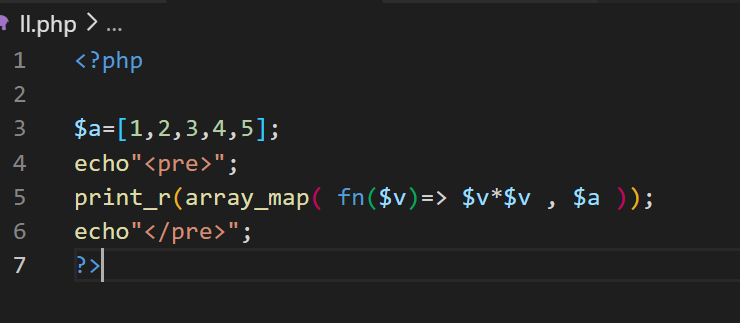 ll.php > ...
1 <?php
2
3 $a=[1,2,3,4,5];
4 echo"<pre>";
5 print_r(array_map( fn($v)=> $v*$v , $a ));
6 echo"</pre>";
7 ?>